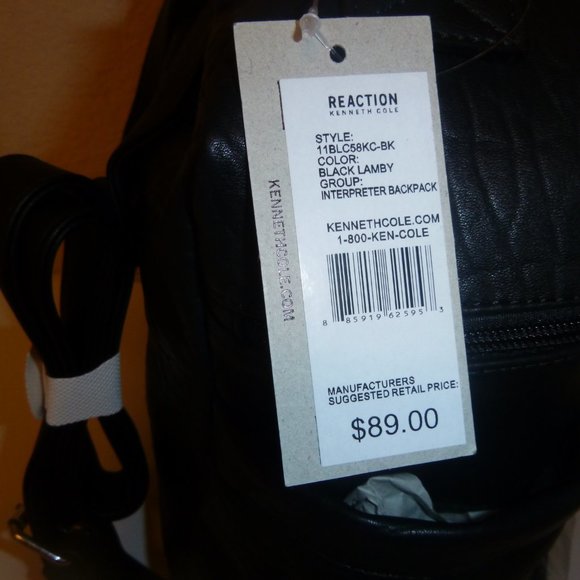 REACTION
KENNETH COLE
STYLE:
11BLC58KC-BK
COLOR:
BLACK LAMBY
GROUP:
INTERPRETER BACKPACK
KENNETHCOLE.COM
1-800-KEN-COLE
8 85919 62595 3
MANUFACTURERS
SUGGESTED RETAIL PRICE:
$89.00
KENNETHCOLE.COM